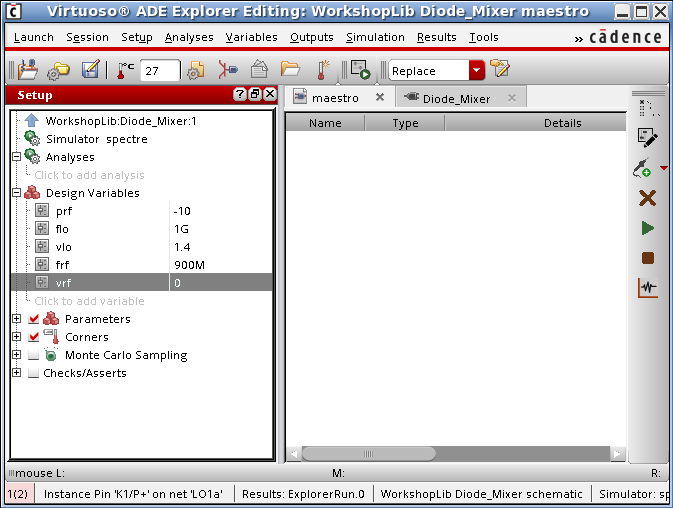 Virtuoso® ADE Explorer Editing: WorkshopLib Diode_Mixer maestro
Launch Session Setup Analyses Variables Outputs Simulation Results Tools » cādence
27 Replace
Setup
maestro
Diode_Mixer
Name Type Details
WorkshopLib:Diode_Mixer:1
Simulator spectre
Analyses
Click to add analysis
Design Variables
prf -10
flo 1G
vlo 1.4
frf 900M
vrf 0
Click to add variable
Parameters
Corners
Monte Carlo Sampling
Checks/Asserts
mouse L: M: R:
1(2) Instance Pin 'K1/P+' on net 'LO1a' Results: ExplorerRun.0 WorkshopLib Diode_Mixer schematic Simulator: sp